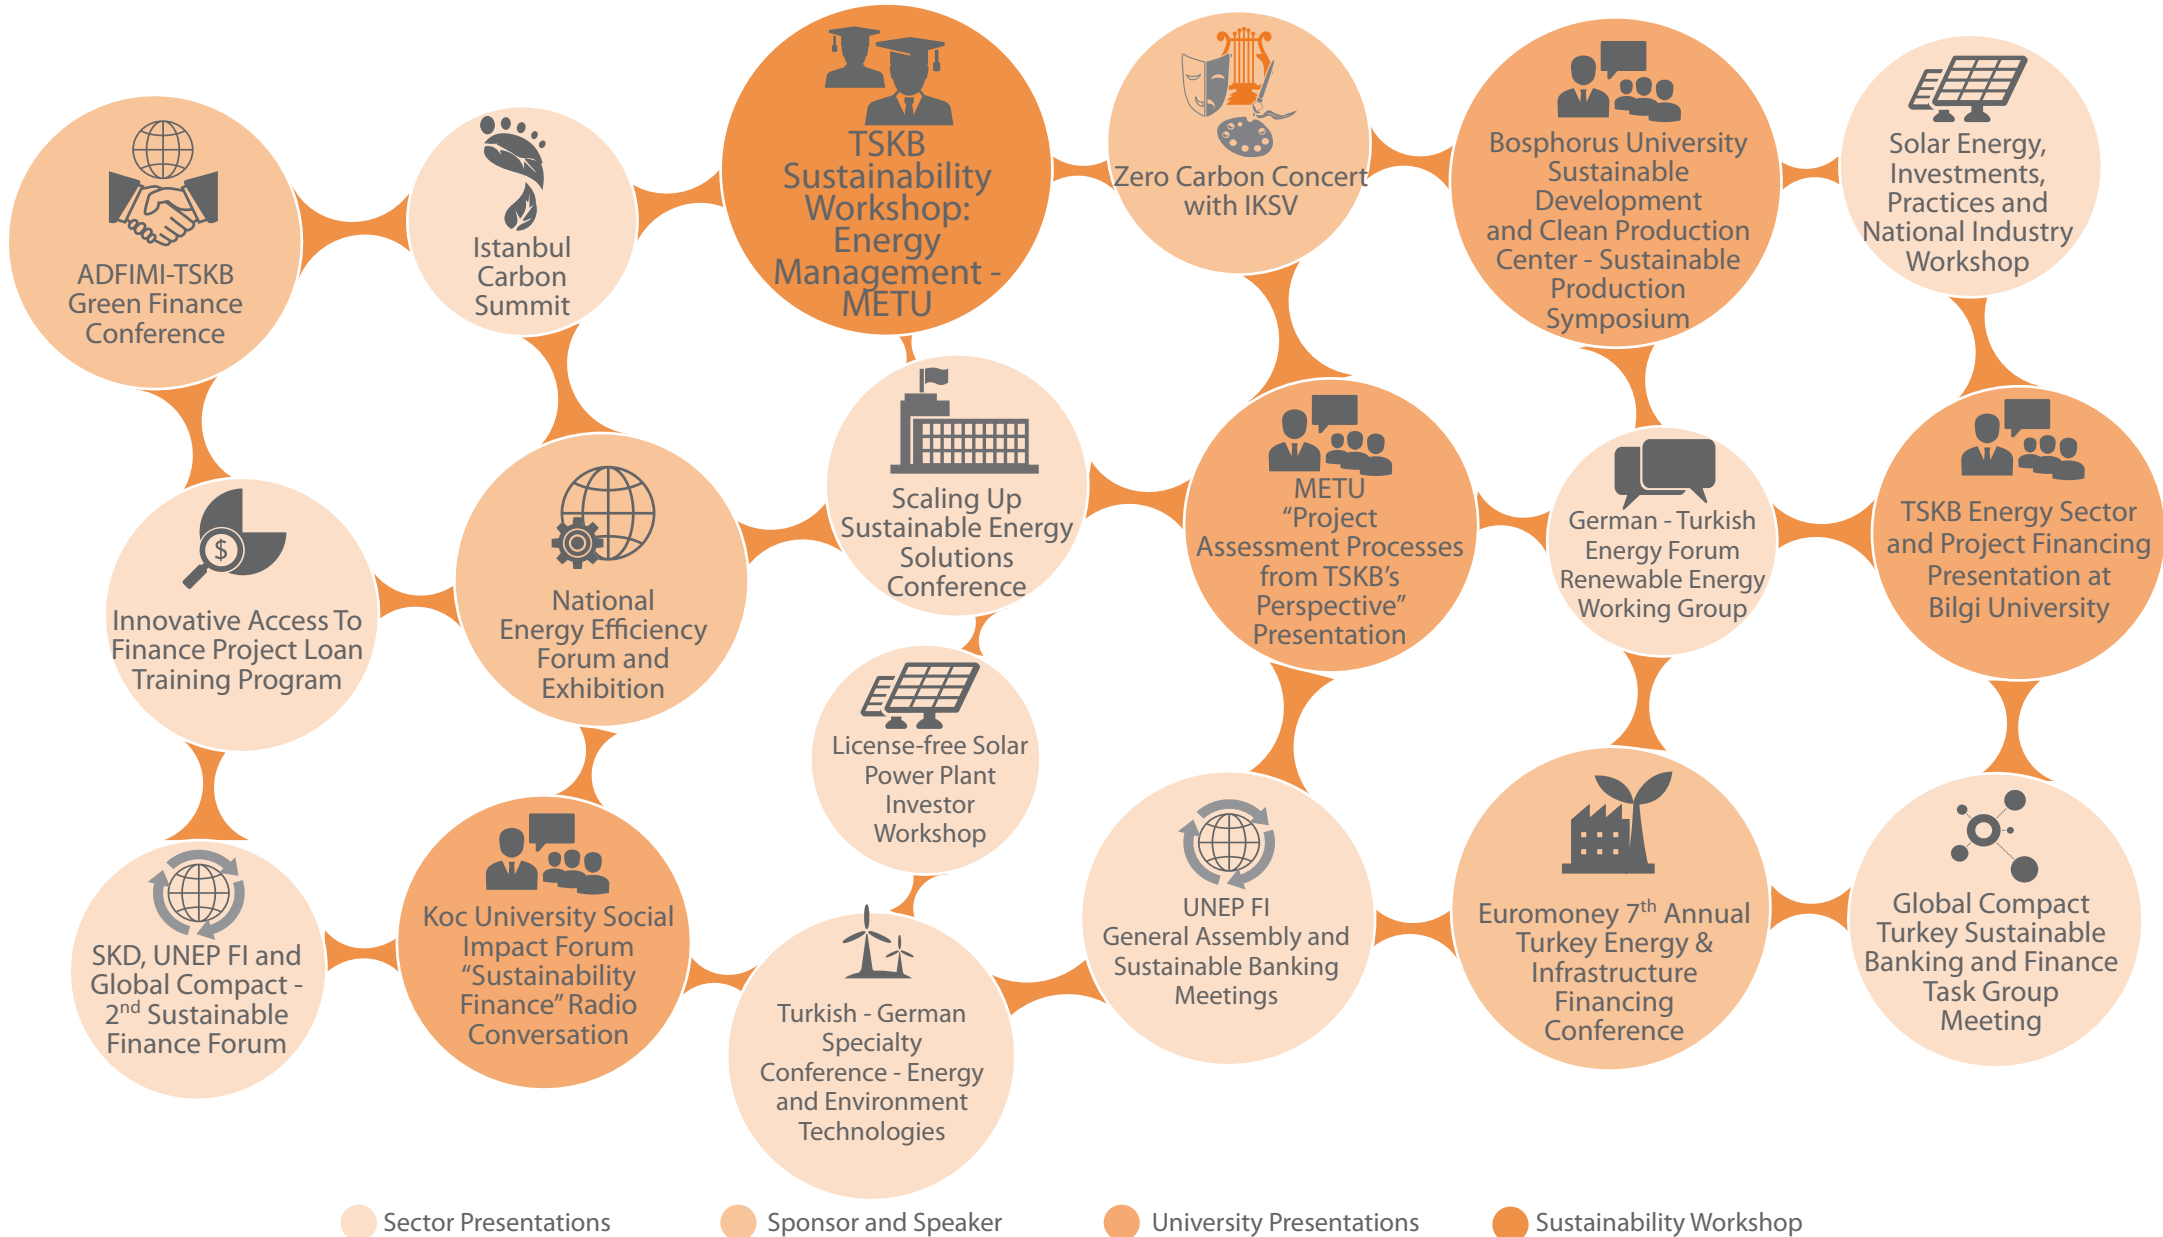 ADFIMI-TSKB
Green Finance
Conference
Istanbul
Carbon
Summit
TSKB
Sustainability
Workshop:
Energy
Management -
METU
Zero Carbon Concert
with IKSV
Bosphorus University
Sustainable
Development
and Clean Production
Center - Sustainable
Production
Symposium
Solar Energy,
Investments,
Practices and
National Industry
Workshop
$
Innovative Access To
Finance Project Loan
Training Program
National
Energy Efficiency
Forum and
Exhibition
Scaling Up
Sustainable Energy
Solutions
Conference
METU
“Project
Assessment Processes
from TSKB’s
Perspective”
Presentation
German - Turkish
Energy Forum
Renewable Energy
Working Group
TSKB Energy Sector
and Project Financing
Presentation at
Bilgi University
License-free Solar
Power Plant
Investor
Workshop
SKD, UNEP FI and
Global Compact -
2nd Sustainable
Finance Forum
Koc University Social
Impact Forum
“Sustainability
Finance” Radio
Conversation
Turkish - German
Specialty
Conference - Energy
and Environment
Technologies
UNEP FI
General Assembly and
Sustainable Banking
Meetings
Euromoney 7th Annual
Turkey Energy &
Infrastructure
Financing
Conference
Global Compact
Turkey Sustainable
Banking and Finance
Task Group
Meeting
Sector Presentations
Sponsor and Speaker
University Presentations
Sustainability Workshop